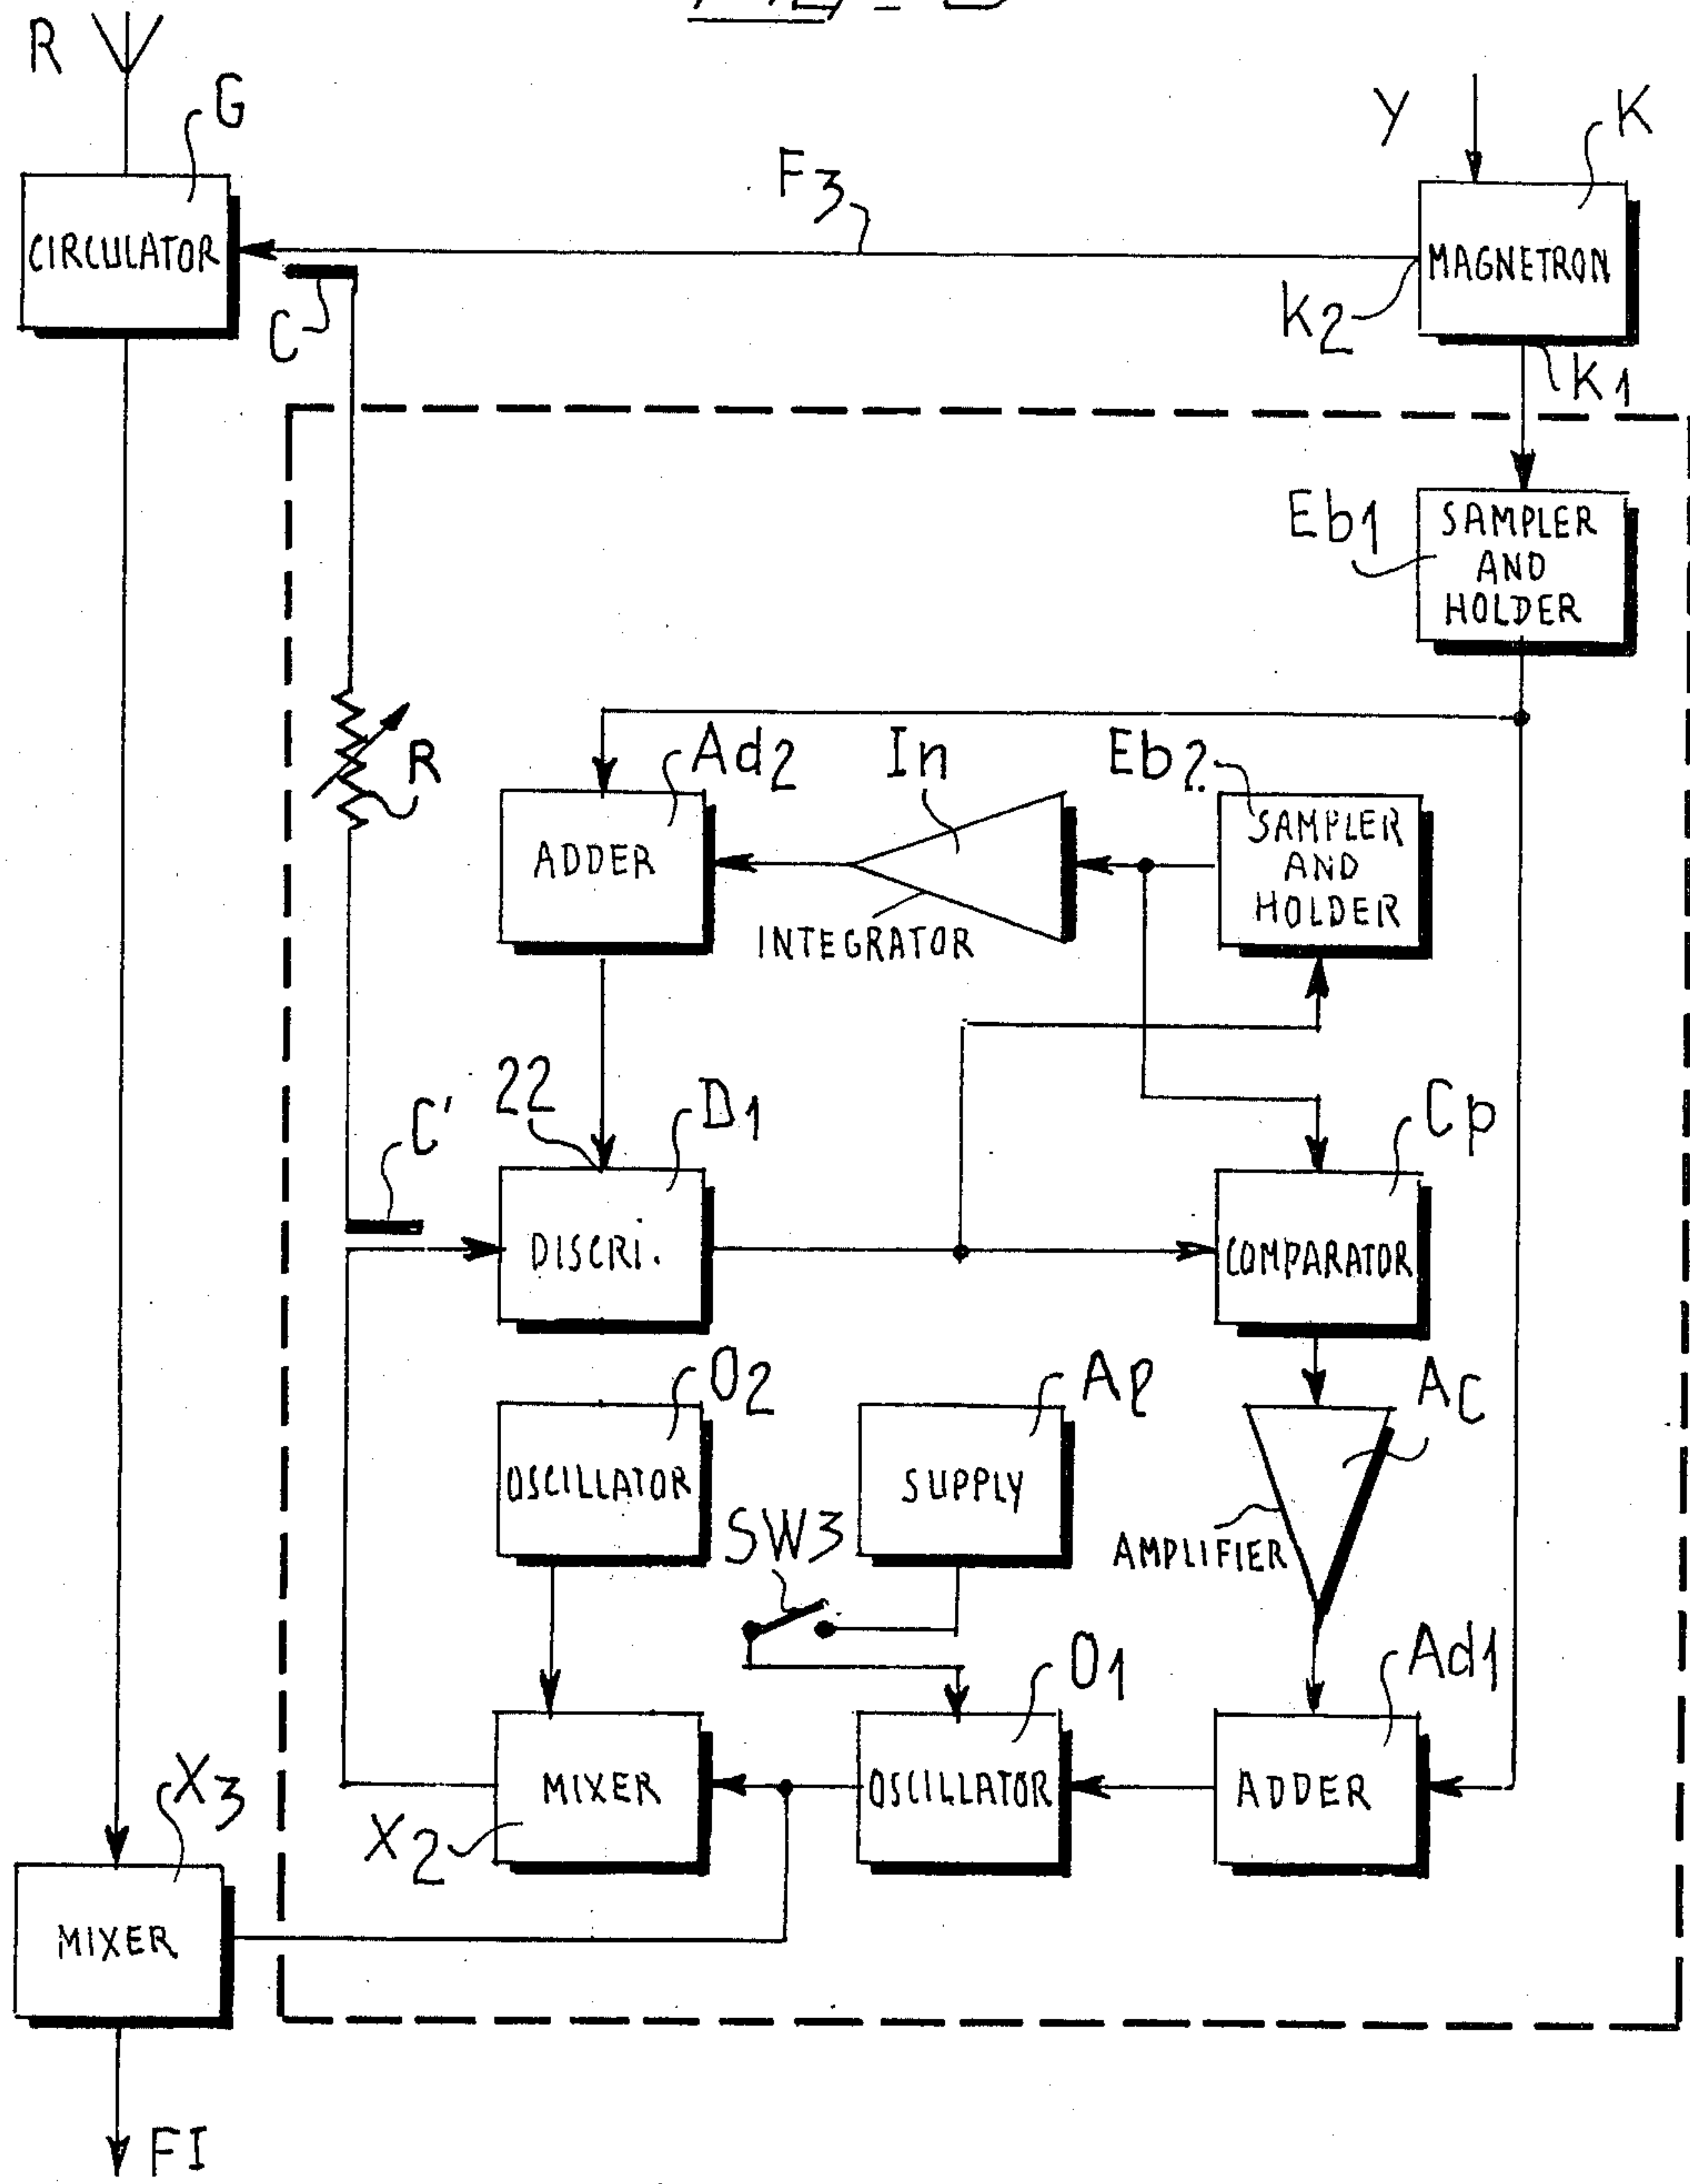 R
G
Y
K
F3
CIRCULATOR
MAGNETRON
C
K2
K1
Eb1
SAMPLER
AND
HOLDER
R
Ad2
In
Eb2
ADDER
SAMPLER
AND
HOLDER
INTEGRATOR
22
D1
C'
Cp
DISCRI.
COMPARATOR
O2
Ap
Ac
OSCILLATOR
SUPPLY
SW3
AMPLIFIER
O1
Ad1
X3
MIXER
OSCILLATOR
ADDER
X2
MIXER
FI